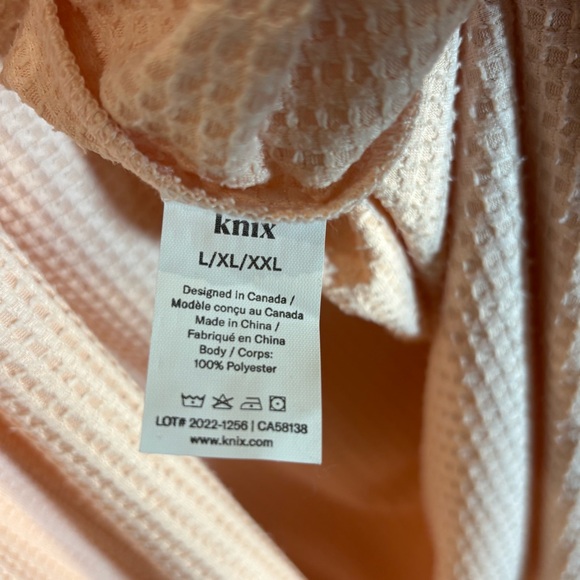 knix
L/XL/XXL
Designed in Canada /
Modèle conçu au Canada
Made in China /
Fabriqué en China
Body / Corps:
100% Polyester
LOT# 2022-1256 | CA58138
www.knix.com